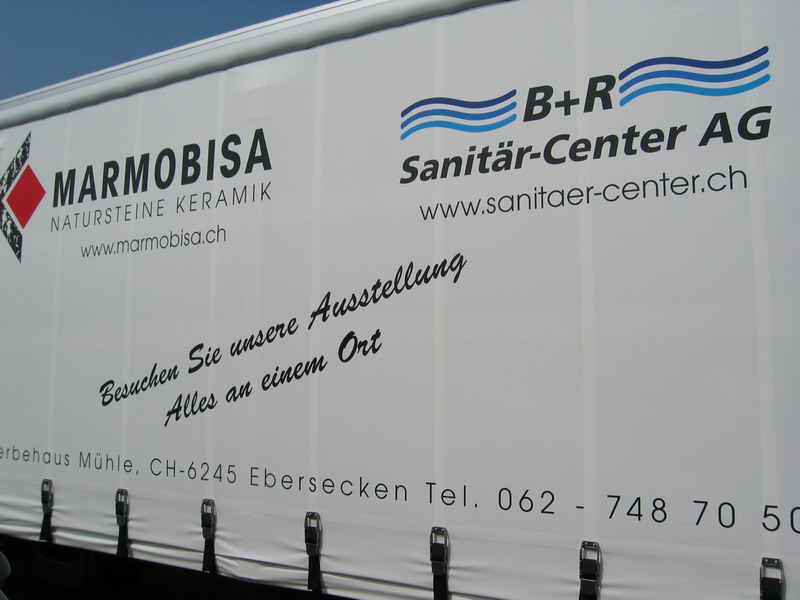 MARMOBISA
NATURSTEINE KERAMIK
www.marmobisa.ch
B+R
Sanitär-Center AG
www.sanitaer-center.ch
Besuchen Sie unsere Ausstellung
Alles an einem Ort
erbehaus Mühle, CH-6245 Ebersecken Tel. 062 - 748 70 50